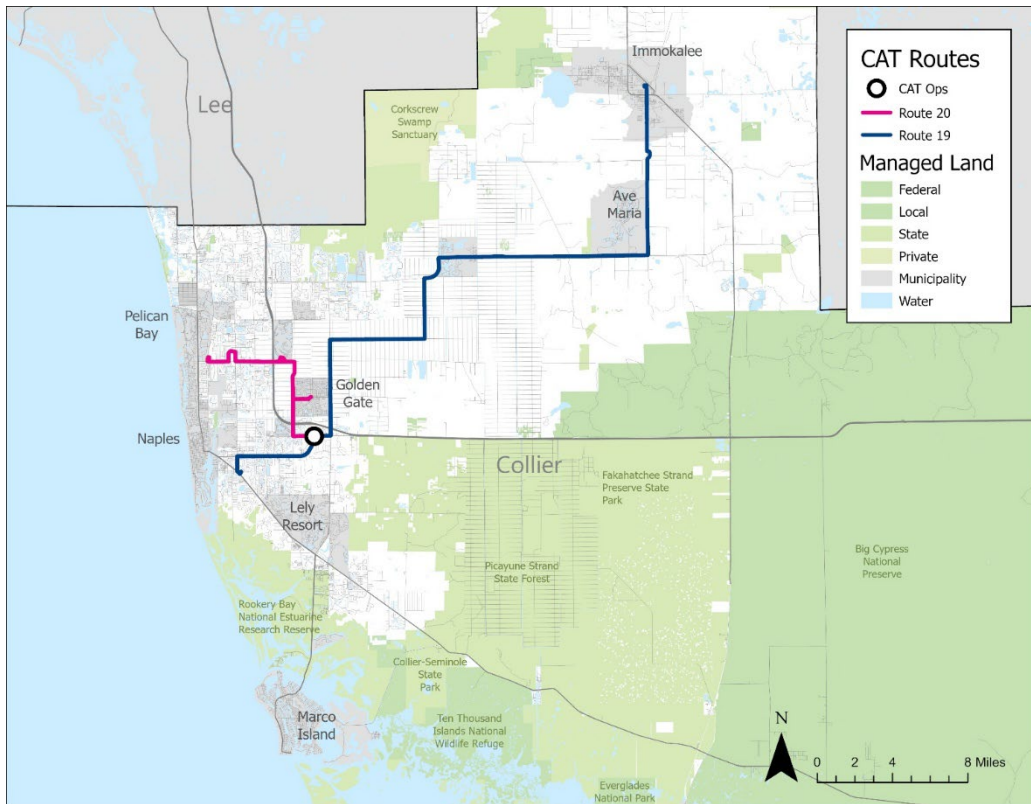 Immokalee
Lee
Corkscrew
Swamp
Sanctuary
Ave
Maria
Pelican
Bay
Golden
Gate
Naples
Collier
Lely
Resort
Fakahatchee Strand
Preserve State
Park
Big Cypress
National
Preserve
Picayune Strand
State Forest
Rookery Bay
National Estuarine
Research Reserve
Collier-Seminole
State
Park
Marco
Island
Ten Thousand
Islands National
Wildlife Refuge
Everglades
National Park
CAT Routes
CAT Ops
Route 20
Route 19
Managed Land
Federal
Local
State
Private
Municipality
Water
N
0 2 4 8 Miles